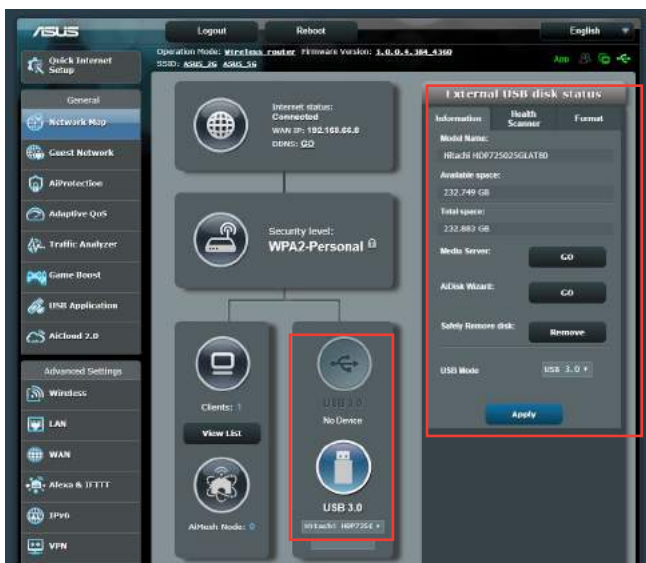 ASUS
Logout
Reboot
English
Operation Mode: Wireless router Firmware Version: 3.0.0.4.384_4360
SSID: ASUS_2G ASUS_5G
App
Quick Internet Setup
General
Network Map
Guest Network
AiProtection
Adaptive QoS
Traffic Analyzer
Game Boost
USB Application
AiCloud 2.0
Advanced Settings
Wireless
LAN
WAN
Alexa & IFTTT
IPv6
VPN
Internet status:
Connected
WAN IP: 192.168.66.8
DDNS: GO
Security level:
WPA2-Personal
Clients: 1
View List
AiMesh Node: 0
USB 3.0
No Device
USB 3.0
External USB disk status
Information
Health Scanner
Format
Model Name:
Hitachi HDP725025GLAT80
Available space:
232.749 GB
Total space:
232.883 GB
Media Server:
GO
AiDisk Wizard:
GO
Safely Remove disk:
Remove
USB Mode
USB 3.0
Apply